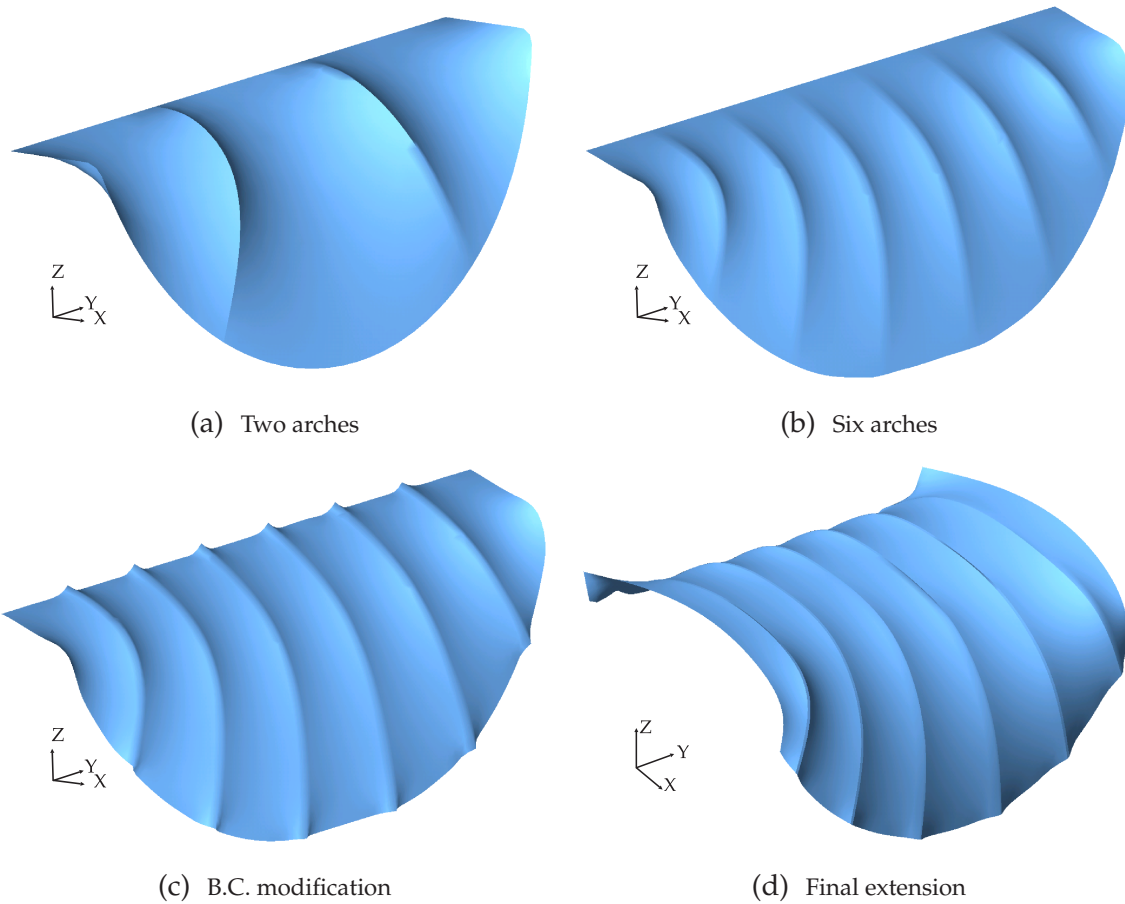 Z
Y
X
Z
Y
X
(a) Two arches
(b) Six arches
Z
Y
X
Z
Y
X
(c) B.C. modification
(d) Final extension